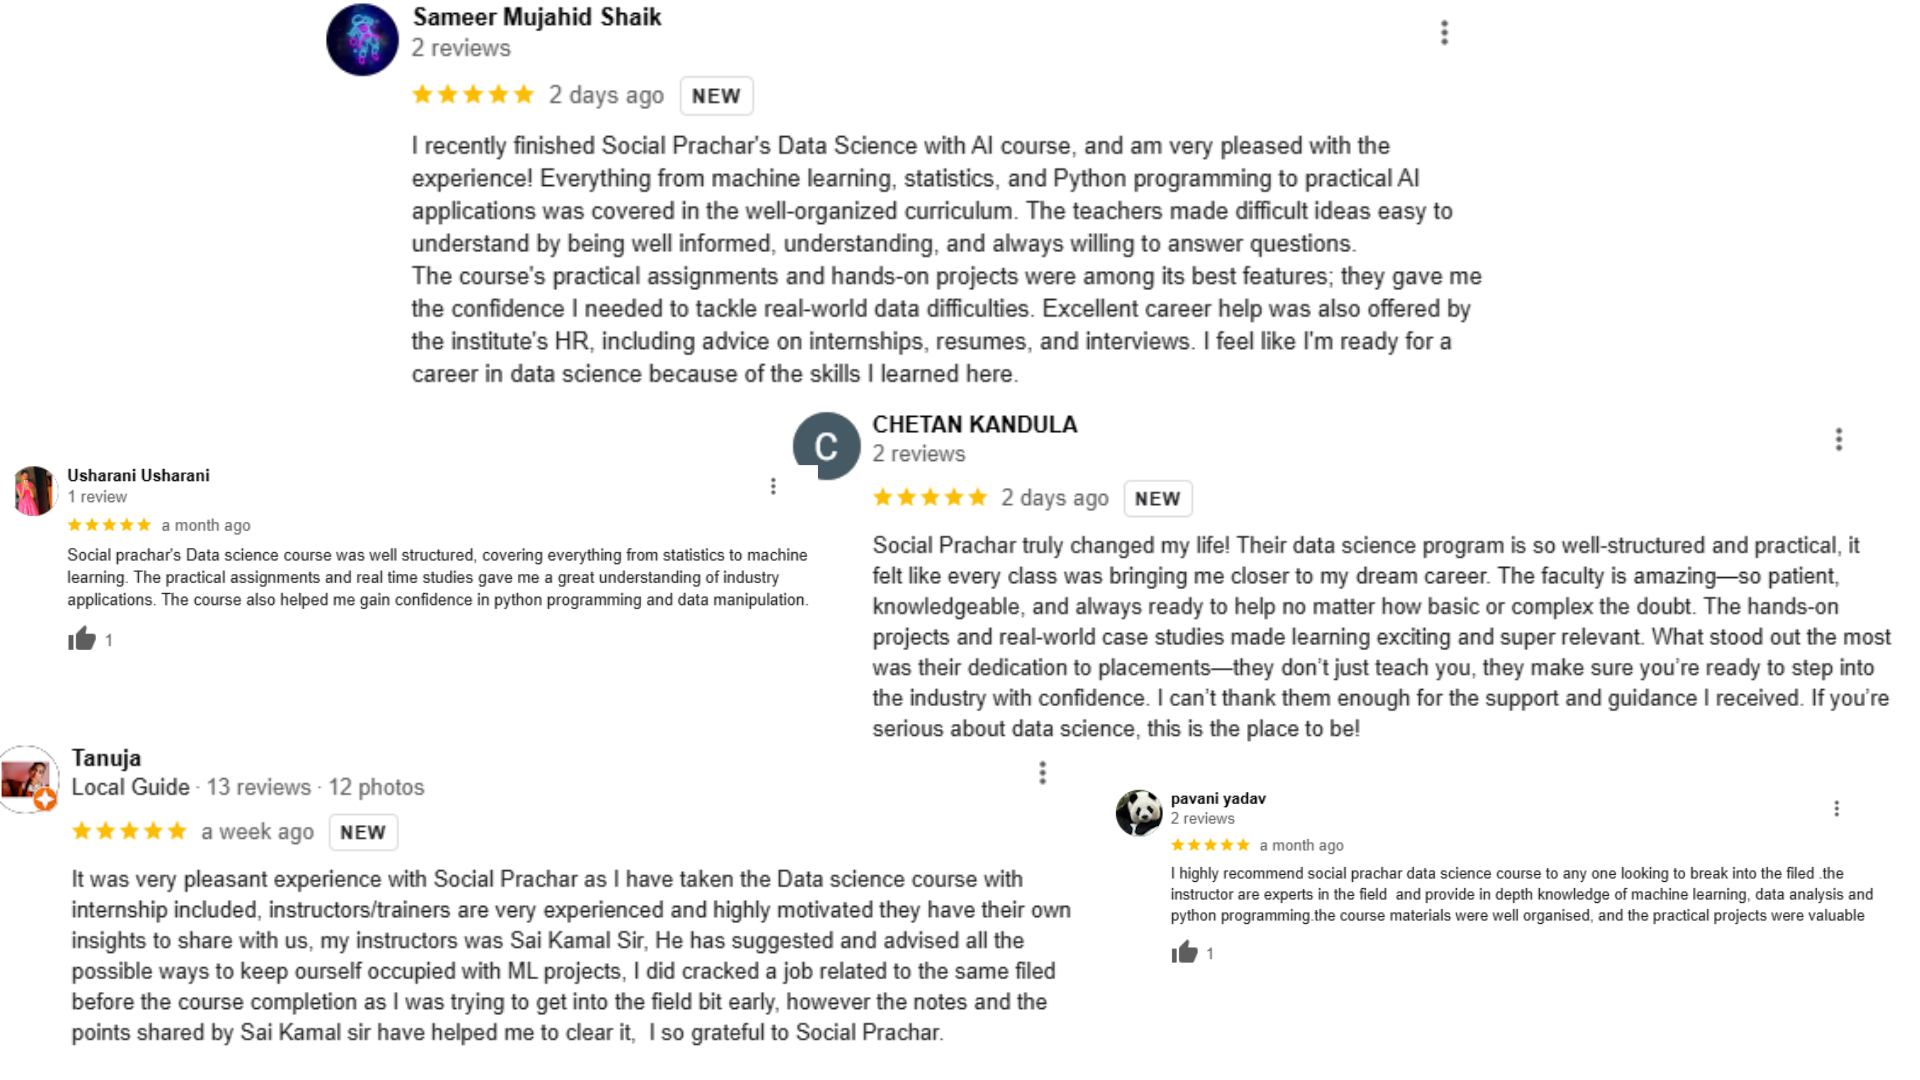 Sameer Mujahid Shaik
2 reviews
2 days ago NEW
I recently finished Social Prachar's Data Science with AI course, and am very pleased with the
experience! Everything from machine learning, statistics, and Python programming to practical AI
applications was covered in the well-organized curriculum. The teachers made difficult ideas easy to
understand by being well informed, understanding, and always willing to answer questions.
The course's practical assignments and hands-on projects were among its best features; they gave me
the confidence I needed to tackle real-world data difficulties. Excellent career help was also offered by
the institute's HR, including advice on internships, resumes, and interviews. I feel like I'm ready for a
career in data science because of the skills I learned here.
C
CHETAN KANDULA
2 reviews
2 days ago NEW
Social Prachar truly changed my life! Their data science program is so well-structured and practical, it
felt like every class was bringing me closer to my dream career. The faculty is amazing—so patient,
knowledgeable, and always ready to help no matter how basic or complex the doubt. The hands-on
projects and real-world case studies made learning exciting and super relevant. What stood out the most
was their dedication to placements—they don’t just teach you, they make sure you’re ready to step into
the industry with confidence. I can’t thank them enough for the support and guidance I received. If you’re
serious about data science, this is the place to be!
Usharani Usharani
1 review
a month ago
Social prachar's Data science course was well structured, covering everything from statistics to machine
learning. The practical assignments and real time studies gave me a great understanding of industry
applications. The course also helped me gain confidence in python programming and data manipulation.
1
Tanuja
Local Guide · 13 reviews · 12 photos
a week ago NEW
It was very pleasant experience with Social Prachar as I have taken the Data science course with
internship included, instructors/trainers are very experienced and highly motivated they have their own
insights to share with us, my instructors was Sai Kamal Sir, He has suggested and advised all the
possible ways to keep ourself occupied with ML projects, I did cracked a job related to the same filed
before the course completion as I was trying to get into the field bit early, however the notes and the
points shared by Sai Kamal sir have helped me to clear it,  I so grateful to Social Prachar.
pavani yadav
2 reviews
a month ago
I highly recommend social prachar data science course to any one looking to break into the filed .the
instructor are experts in the field  and provide in depth knowledge of machine learning, data analysis and
python programming.the course materials were well organised, and the practical projects were valuable
1